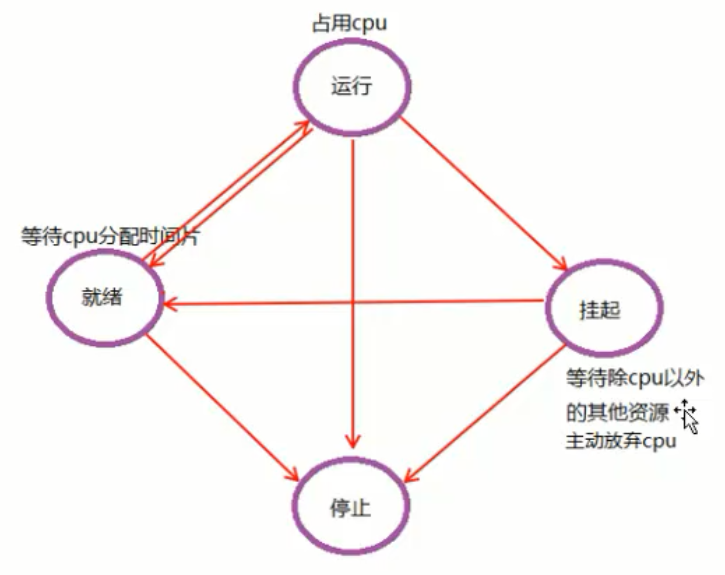 占用cpu
运行
等待cpu分配时间片
就绪
挂起
等待除cpu以外
的其他资源
主动放弃cpu
停止